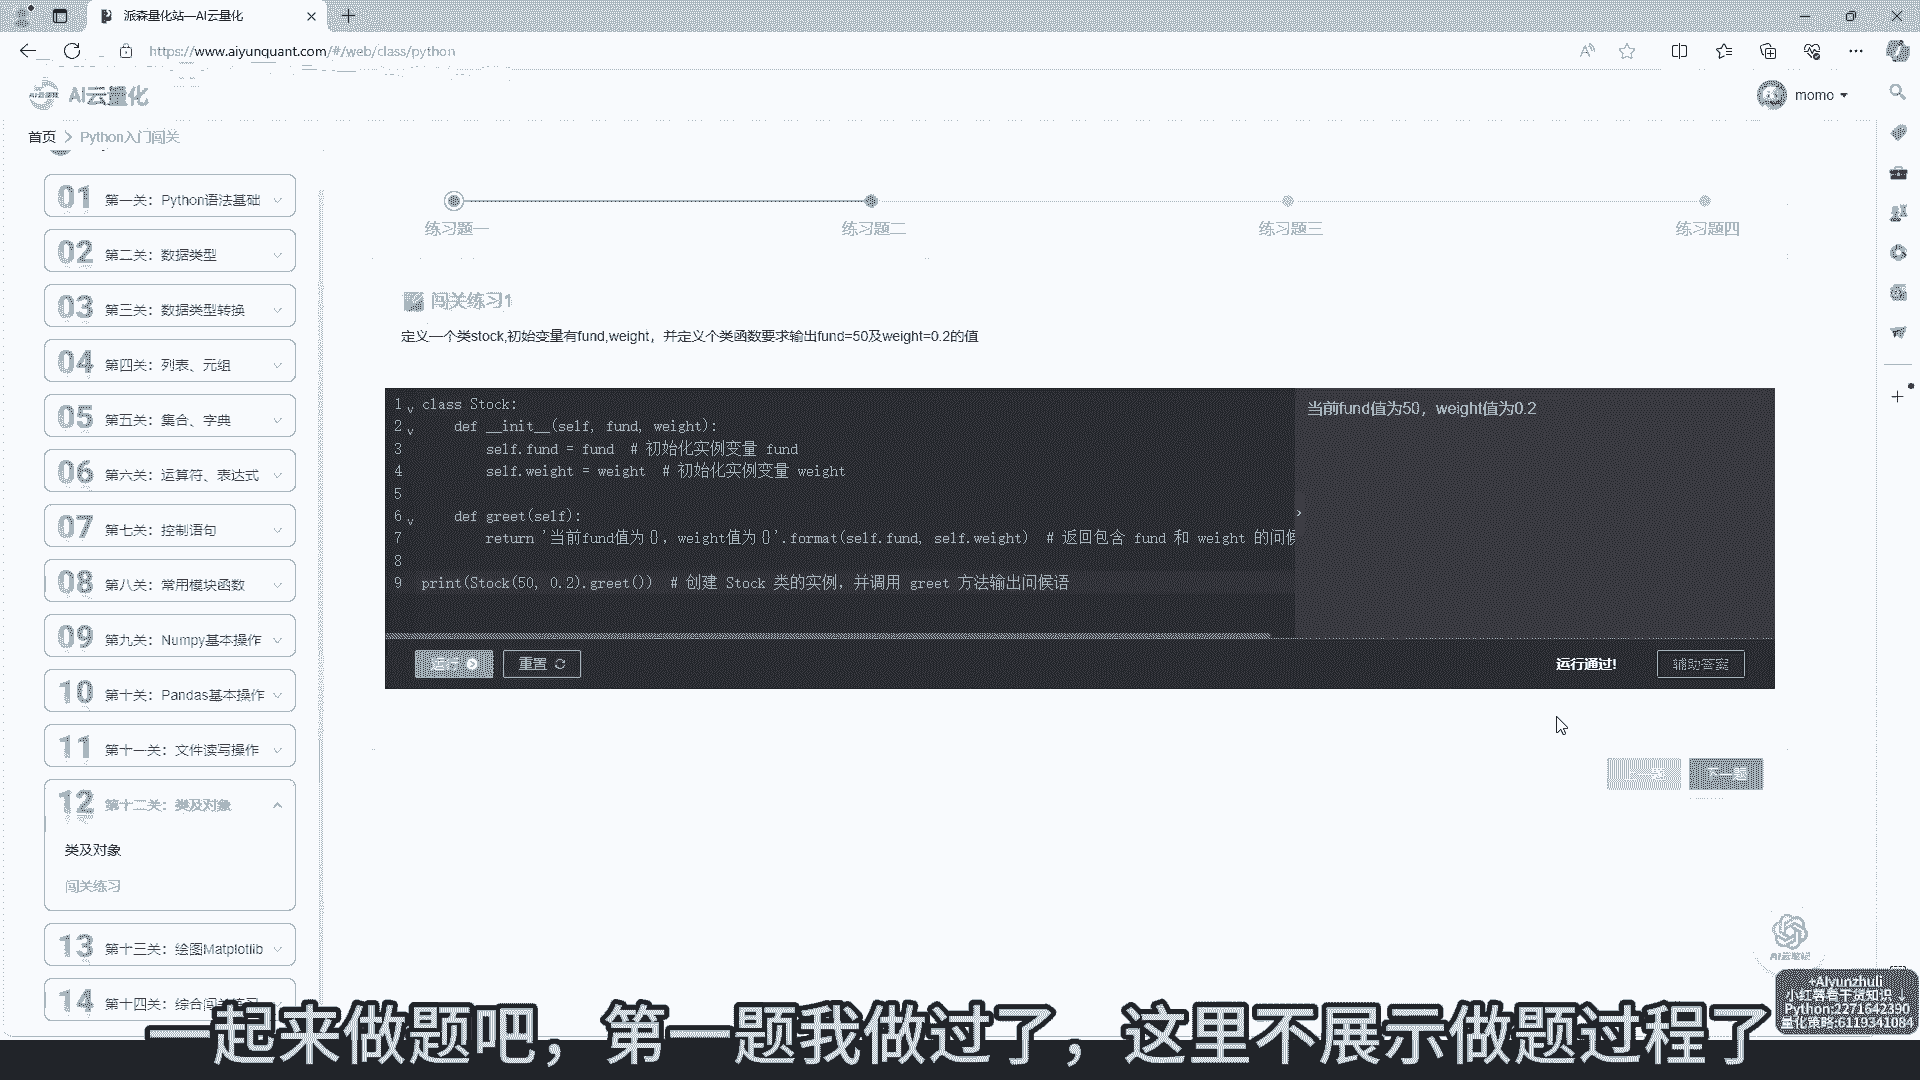 派森量化站—AI云量化
https://www.aiyunquant.com/#/web/class/python
AI云量化
momo
首页 > Python入门闯关
01 第一关：Python语法基础
02 第二关：数据类型
03 第三关：数据类型转换
04 第四关：列表、元组
05 第五关：集合、字典
06 第六关：运算符、表达式
07 第七关：控制语句
08 第八关：常用模块函数
09 第九关：Numpy基本操作
10 第十关：Pandas基本操作
11 第十一关：文件读写操作
12 第十二关：类及对象
类及对象
闯关练习
13 第十三关：绘图Matplotlib
14 第十四关：综合闯关练习
练习题一
练习题二
练习题三
练习题四
闯关练习1
定义一个类stock,初始变量有fund,weight，并定义个类函数要求输出fund=50及weight=0.2的值
1 class Stock:
2 def __init__(self, fund, weight):
3 self.fund = fund # 初始化实例变量 fund
4 self.weight = weight # 初始化实例变量 weight
5
6 def greet(self):
7 return '当前fund值为{}，weight值为{}'.format(self.fund, self.weight) # 返回包含 fund 和 weight 的问候
8
9 print(Stock(50, 0.2).greet()) # 创建 Stock 类的实例，并调用 greet 方法输出问候语
当前fund值为50，weight值为0.2
运行
重置
运行通过!
辅助答案
上一题
下一题
AI云笔记
+AIyunzhuli
小红薯看干货知识 ↓
Python:2271642390
量化策略:6119341084
一起来做题吧，第一题我做过了，这里不展示做题过程了